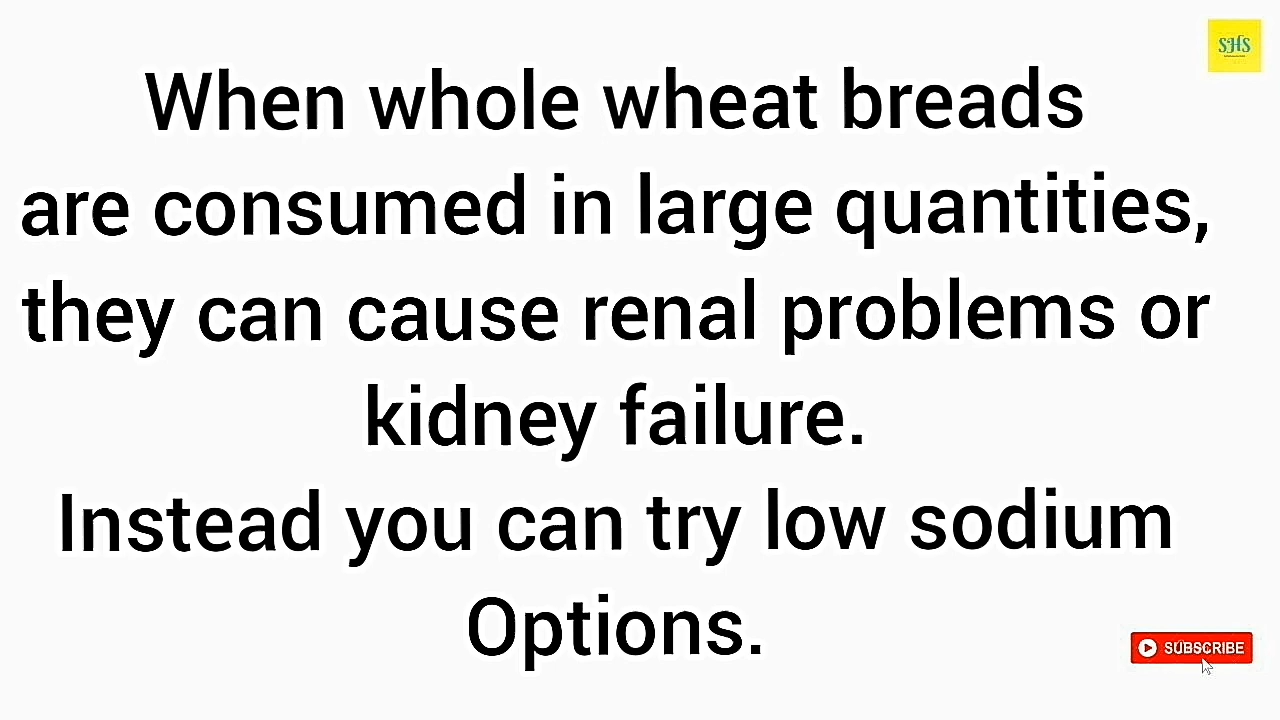 SHS
When whole wheat breads
are consumed in large quantities,
they can cause renal problems or
kidney failure.
Instead you can try low sodium
Options.
SUBSCRIBE